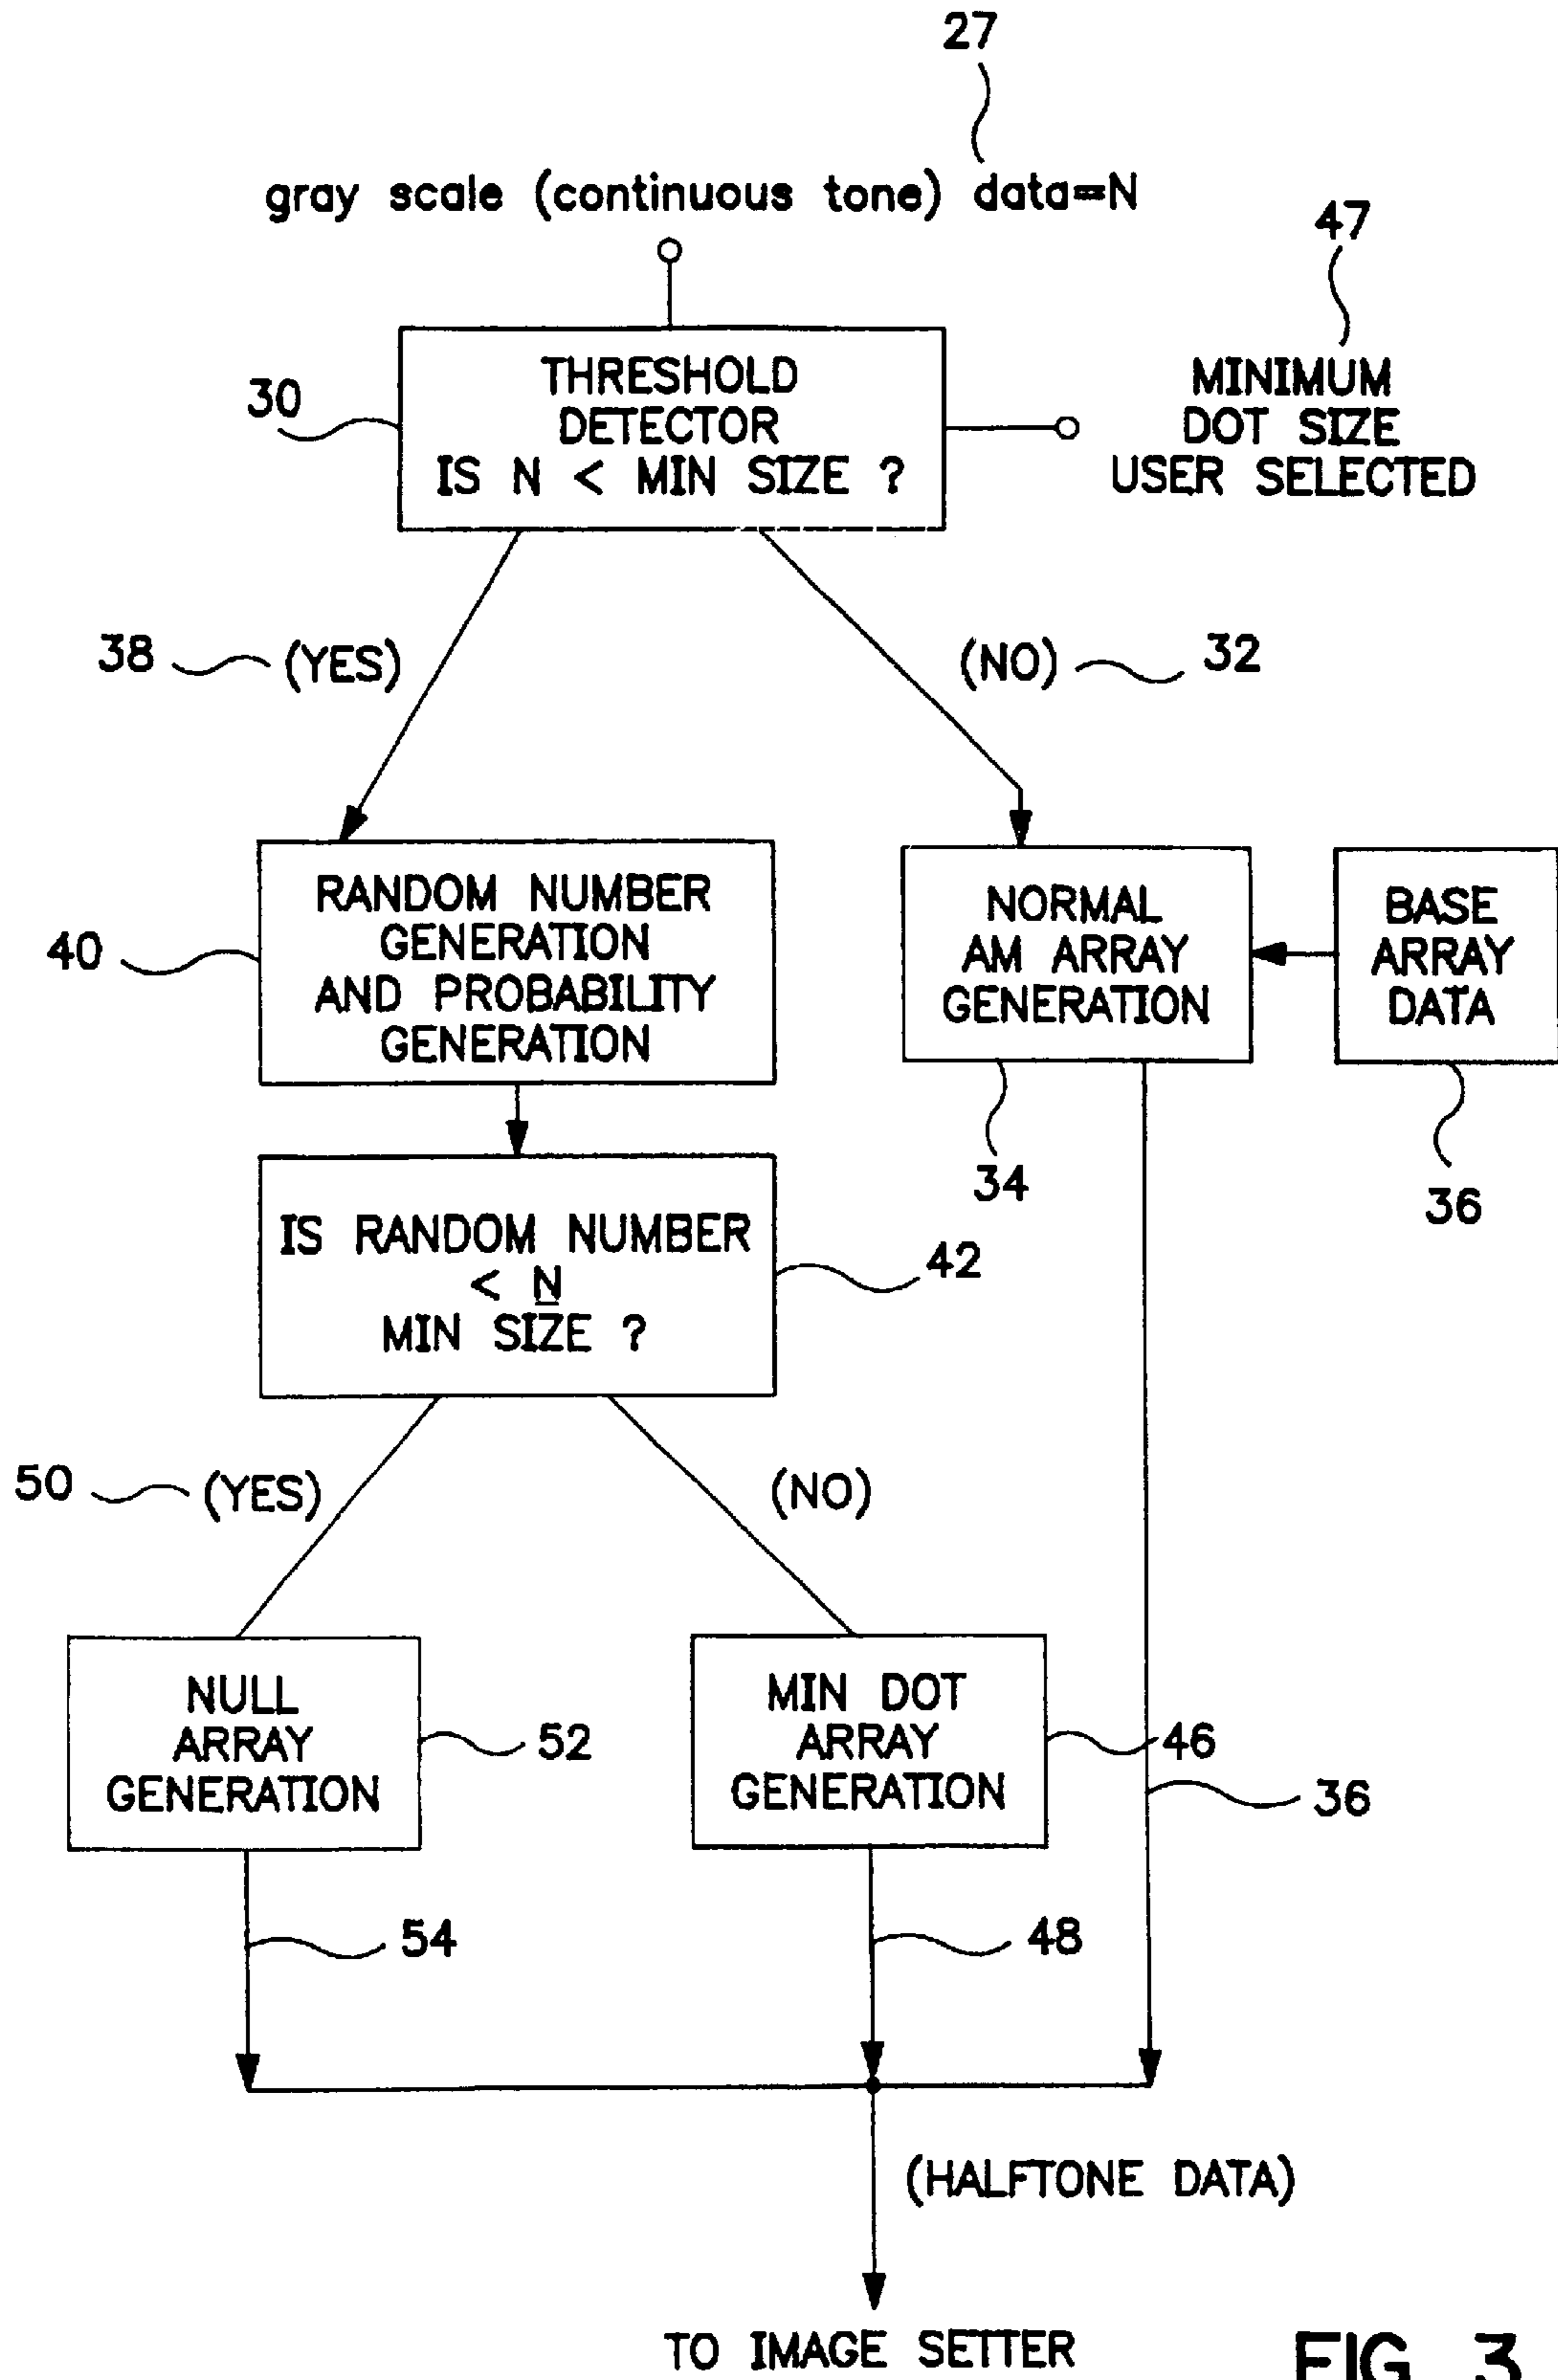 27
gray scale (continuous tone) data=N
47
30
THRESHOLD
DETECTOR
IS N < MIN SIZE ?
MINIMUM
DOT SIZE
USER SELECTED
38
(YES)
(NO)
32
40
RANDOM NUMBER
GENERATION
AND PROBABILITY
GENERATION
NORMAL
AM ARRAY
GENERATION
BASE
ARRAY
DATA
34
36
IS RANDOM NUMBER
< N
MIN SIZE ?
42
50
(YES)
(NO)
NULL
ARRAY
GENERATION
52
MIN DOT
ARRAY
GENERATION
46
36
54
48
(HALFTONE DATA)
TO IMAGE SETTER
FIG. 3